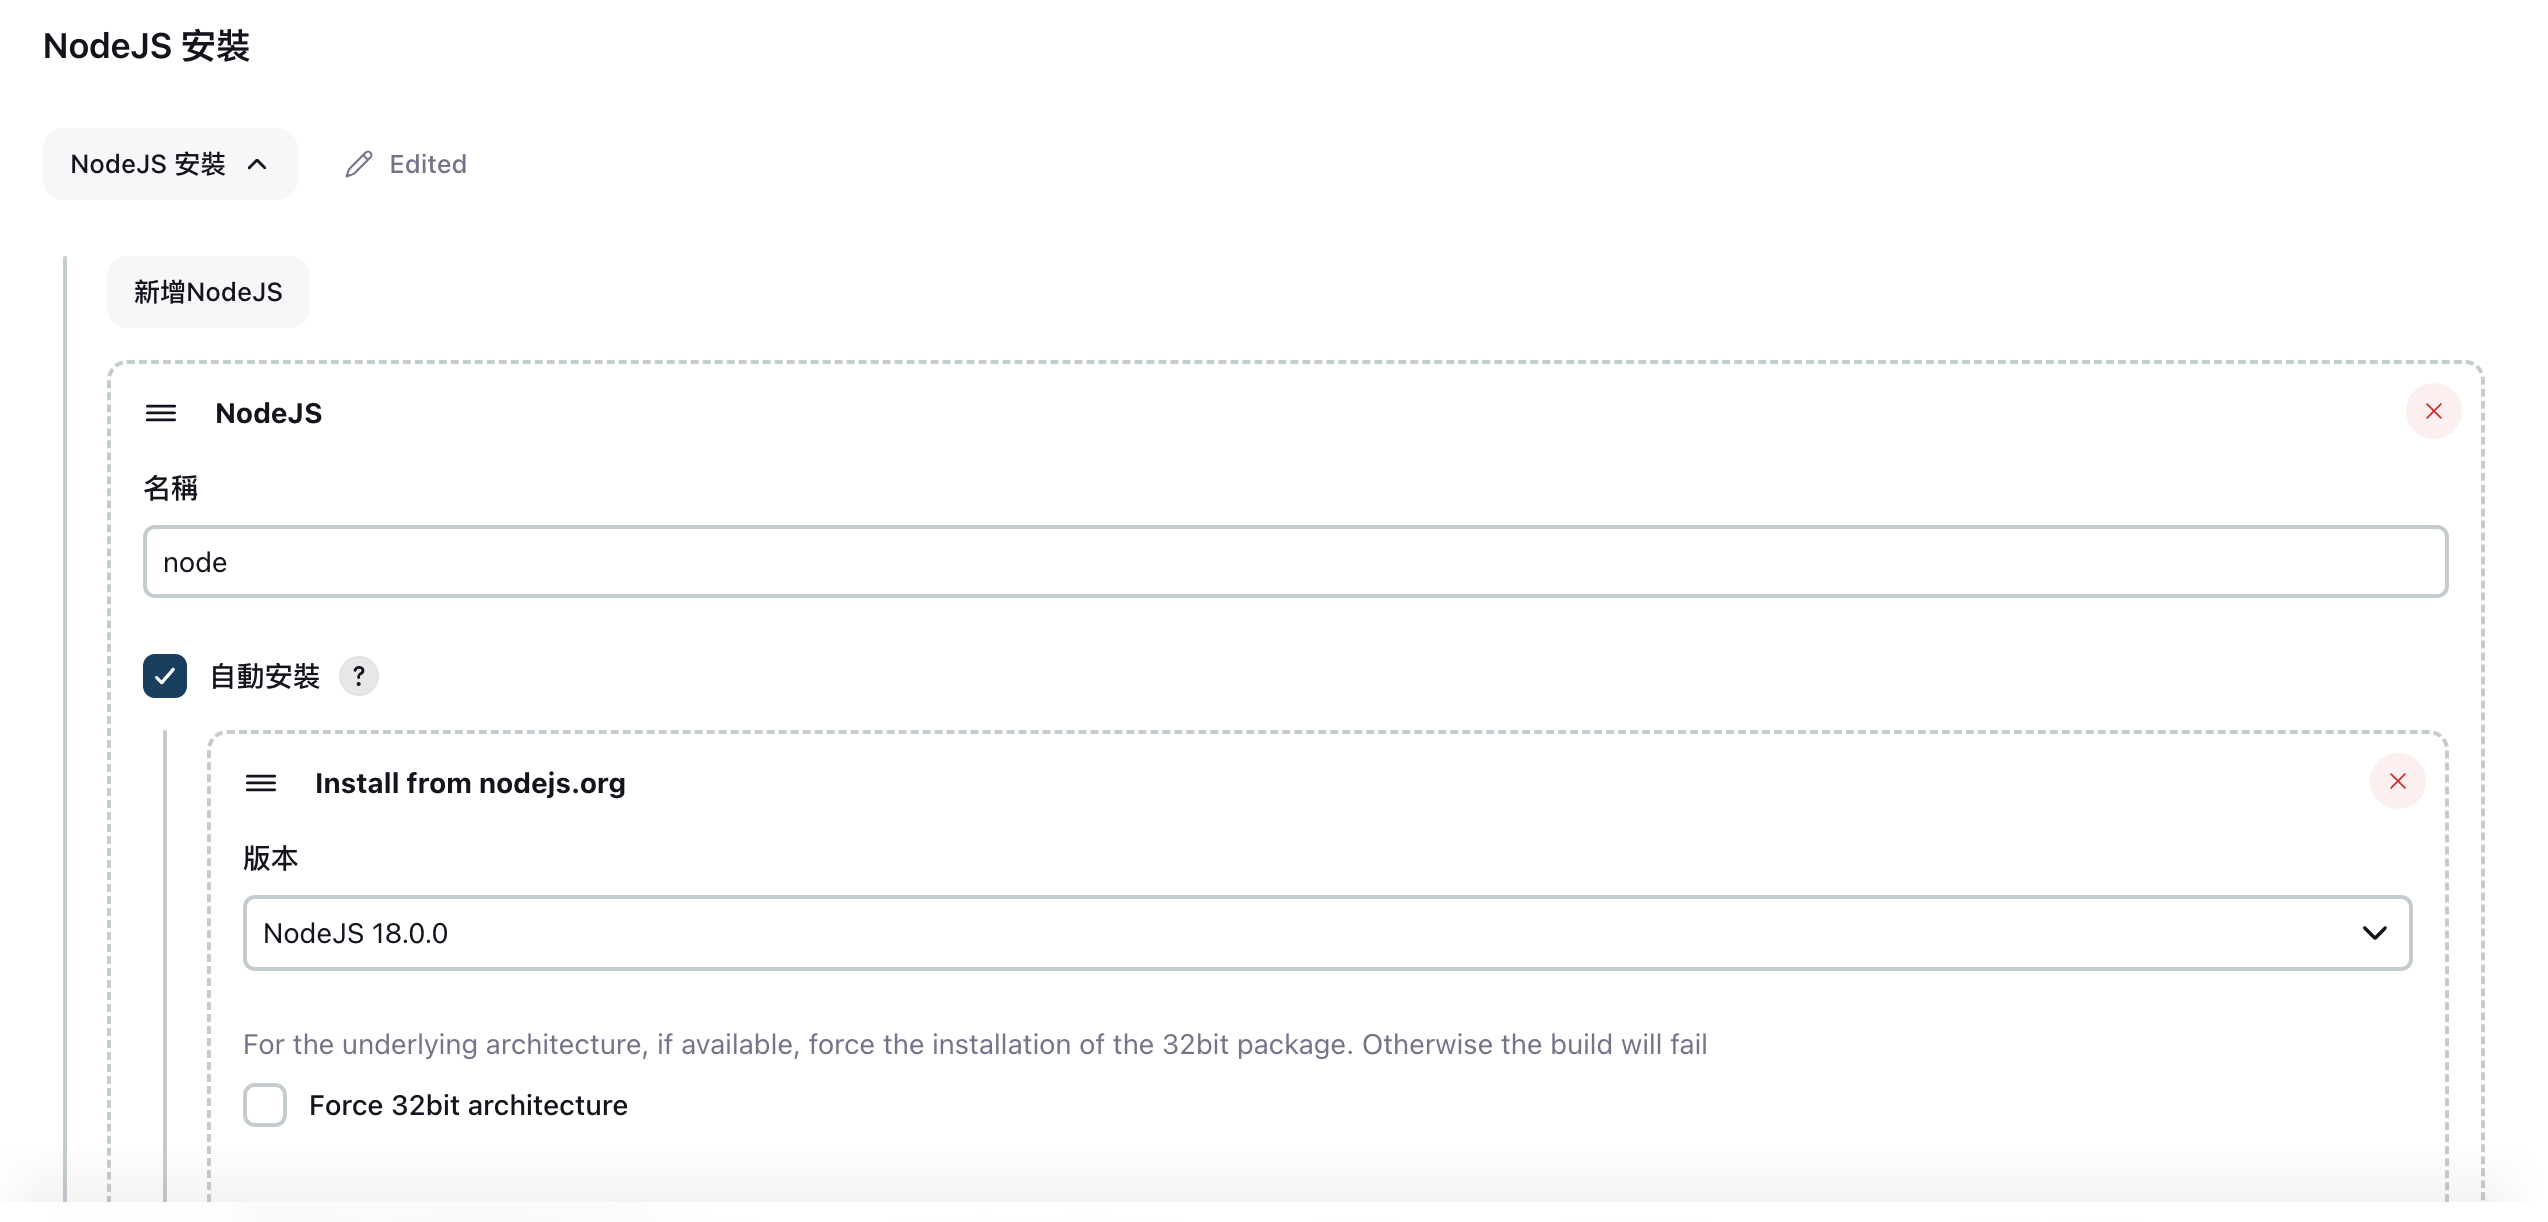 NodeJS 安裝
NodeJS 安裝
Edited
新增NodeJS
NodeJS
名稱
node
自動安裝 ?
Install from nodejs.org
版本
NodeJS 18.0.0
For the underlying architecture, if available, force the installation of the 32bit package. Otherwise the build will fail
Force 32bit architecture